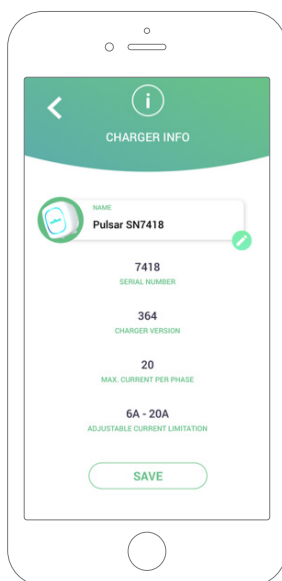 i
CHARGER INFO
NAME
Pulsar SN7418
7418
SERIAL NUMBER
364
CHARGER VERSION
20
MAX. CURRENT PER PHASE
6A - 20A
ADJUSTABLE CURRENT LIMITATION
SAVE